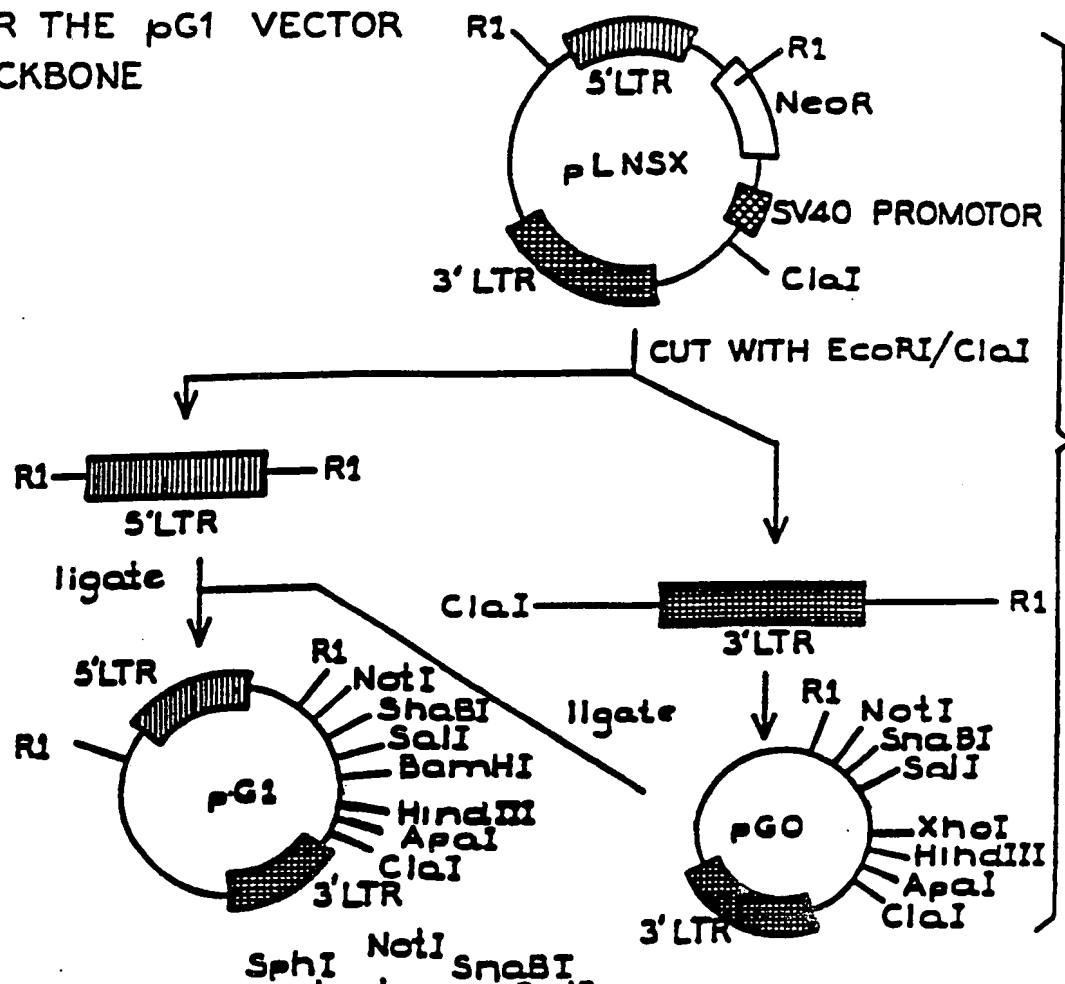 R THE pG1 VECTOR
CKBONE
R1
5'LTR
R1
NeoR
pLNSX
SV40 PROMOTOR
3' LTR
ClaI
CUT WITH EcoRI/ClaI
R1
R1
5'LTR
ligate
ClaI
R1
3'LTR
5'LTR
R1
NotI
ShaBI
SalI
BamHI
HindIII
ApaI
ClaI
R1
pG1
3'LTR
ligate
R1
NotI
SnaBI
SalI
XhoI
HindIII
ApaI
ClaI
pG0
3' LTR
SphI NotI SnaBI